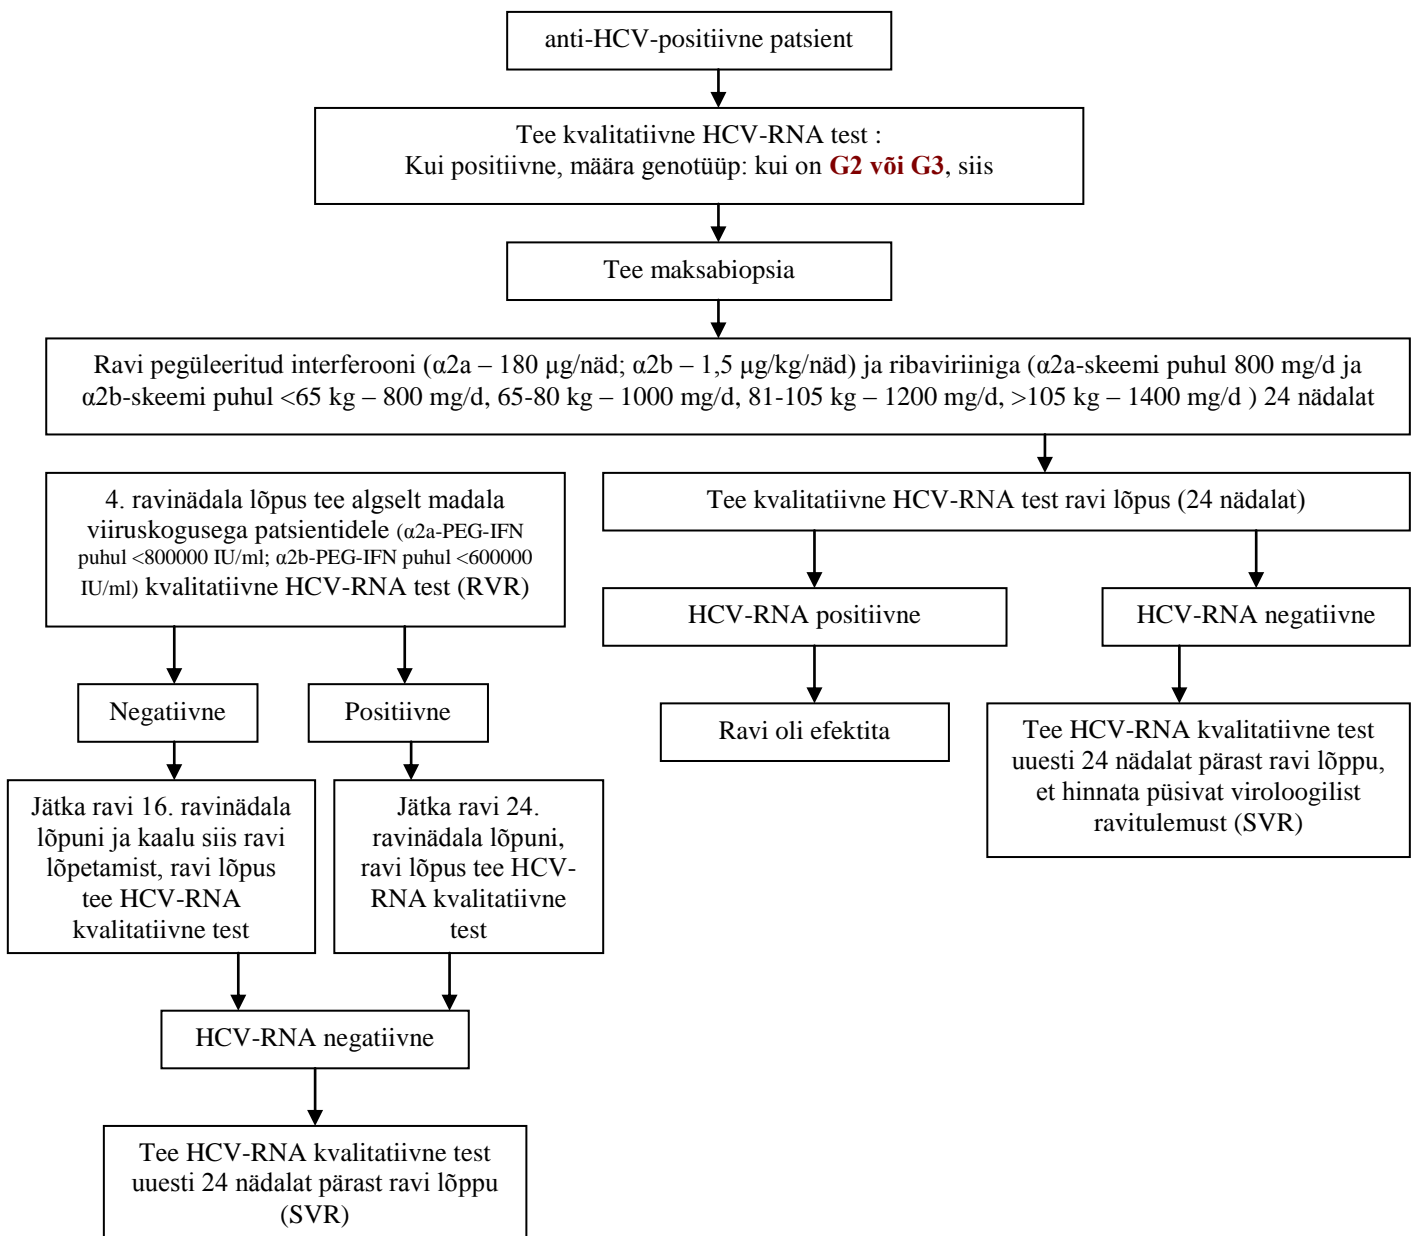 anti-HCV-positiivne patsient
Tee kvalitatiivne HCV-RNA test :
Kui positiivne, määra genotüüp: kui on G2 või G3, siis
Tee maksabiopsia
Ravi pegüleeritud interferooni (α2a – 180 μg/näd; α2b – 1,5 μg/kg/näd) ja ribaviriiniga (α2a-skeemi puhul 800 mg/d ja
α2b-skeemi puhul <65 kg – 800 mg/d, 65-80 kg – 1000 mg/d, 81-105 kg – 1200 mg/d, >105 kg – 1400 mg/d ) 24 nädalat
4. ravinädala lõpus tee algselt madala
viiruskogusega patsientidele (α2a-PEG-IFN
puhul <800000 IU/ml; α2b-PEG-IFN puhul <600000
IU/ml) kvalitatiivne HCV-RNA test (RVR)
Tee kvalitatiivne HCV-RNA test ravi lõpus (24 nädalat)
HCV-RNA positiivne
HCV-RNA negatiivne
Negatiivne
Positiivne
Ravi oli efektita
Tee HCV-RNA kvalitatiivne test
uuesti 24 nädalat pärast ravi lõppu,
et hinnata püsivat viroloogilist
ravitulemust (SVR)
Jätka ravi 16. ravinädala
lõpuni ja kaalu siis ravi
lõpetamist, ravi lõpus
tee HCV-RNA
kvalitatiivne test
Jätka ravi 24.
ravinädala lõpuni,
ravi lõpus tee HCV-
RNA kvalitatiivne
test
HCV-RNA negatiivne
Tee HCV-RNA kvalitatiivne test
uuesti 24 nädalat pärast ravi lõppu
(SVR)